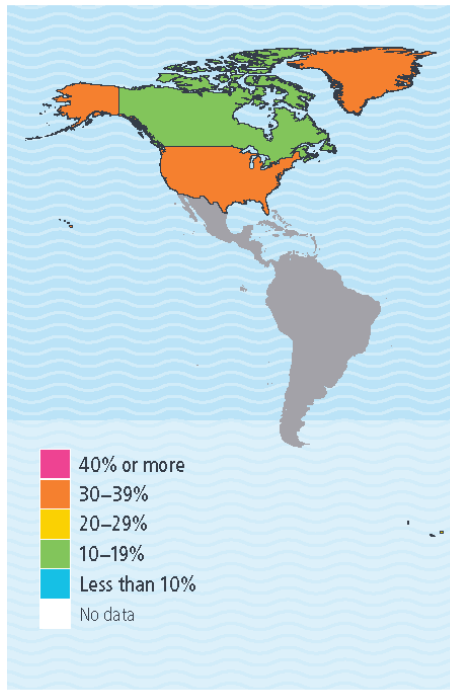 40% or more
30–39%
20–29%
10–19%
Less than 10%
No data